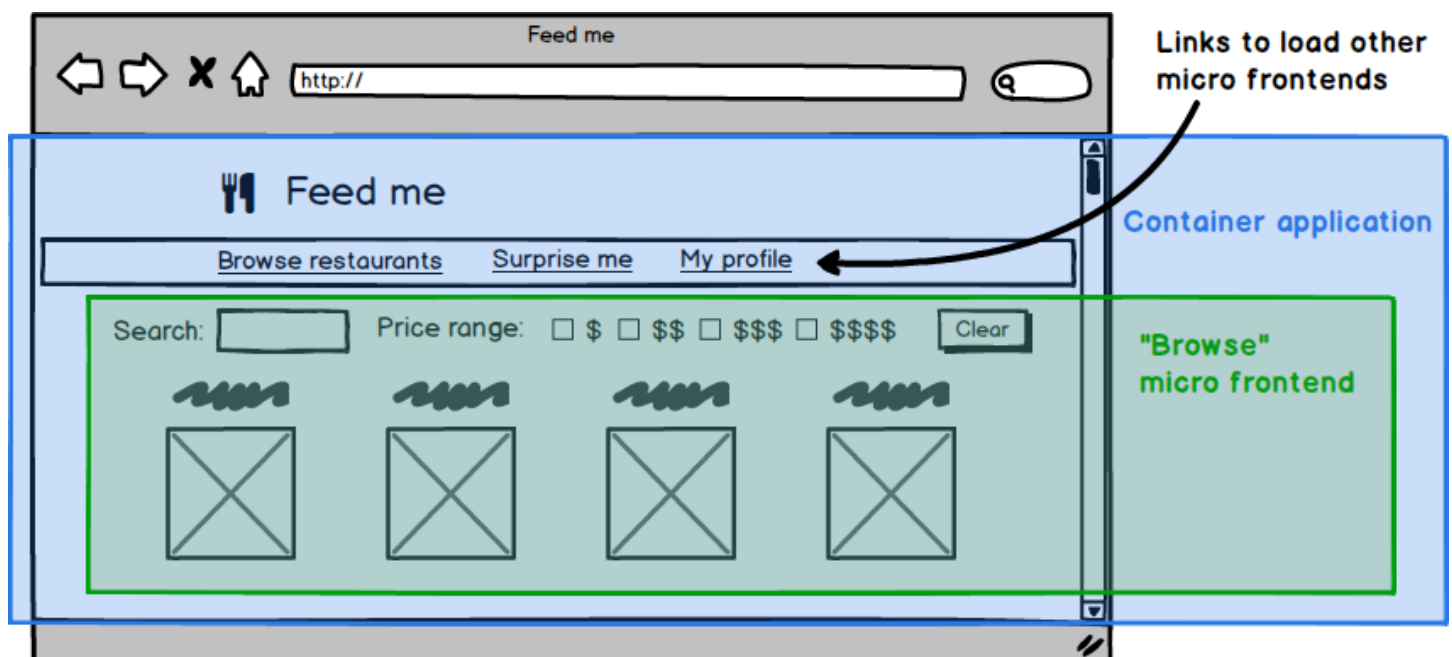 Feed me
http://
Links to load other
micro frontends
Feed me
Container application
Browse restaurants Surprise me My profile
Search: Price range: $ $$ $$$ $$$$ Clear
"Browse"
micro frontend